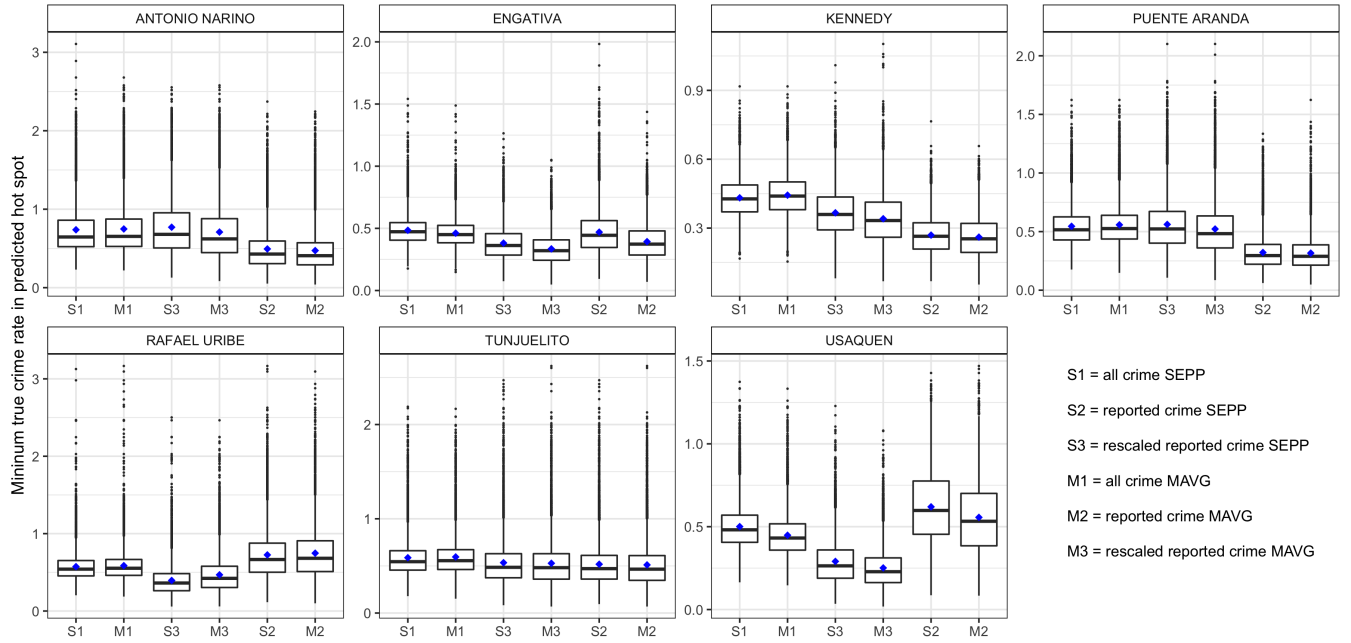 ANTONIO NARINO
ENGATIVA
KENNEDY
PUENTE ARANDA
3
2
1
0
2.0
1.5
1.0
0.5
0.0
0.9
0.6
0.3
2.0
1.5
1.0
0.5
0.0
S1 M1 S3 M3 S2 M2
S1 M1 S3 M3 S2 M2
S1 M1 S3 M3 S2 M2
S1 M1 S3 M3 S2 M2
Mininum true crime rate in predicted hot spot
RAFAEL URIBE
TUNJUELITO
USAQUEN
3
2
1
0
2
1
0
1.5
1.0
0.5
0.0
S1 M1 S3 M3 S2 M2
S1 M1 S3 M3 S2 M2
S1 M1 S3 M3 S2 M2
S1 = all crime SEPP
S2 = reported crime SEPP
S3 = rescaled reported crime SEPP
M1 = all crime MAVG
M2 = reported crime MAVG
M3 = rescaled reported crime MAVG